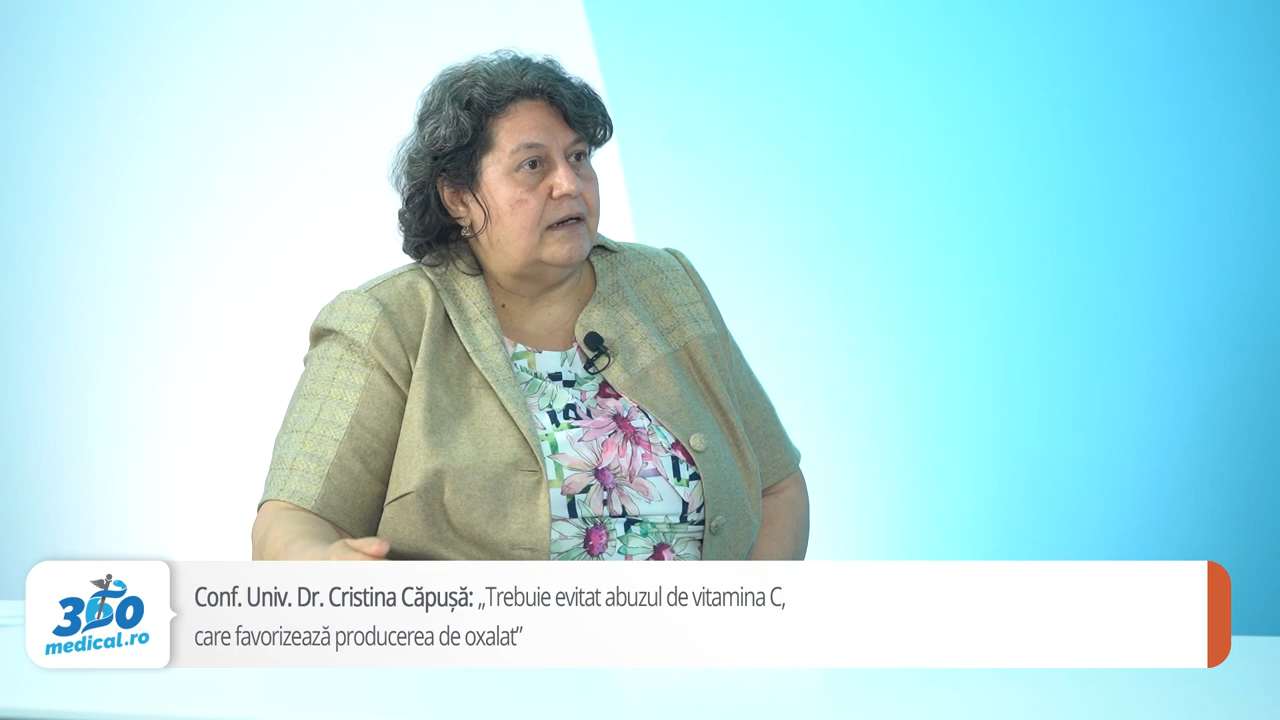 360
medical.ro
Conf. Univ. Dr. Cristina Căpușă: „Trebuie evitat abuzul de vitamina C,
care favorizează producerea de oxalat”